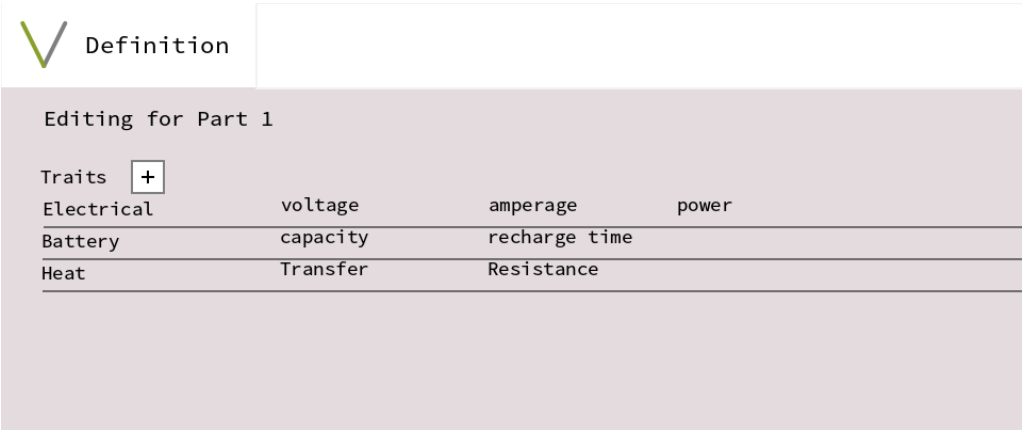 Definition
Editing for Part 1
Traits +
Electrical voltage amperage power
Battery capacity recharge time
Heat Transfer Resistance